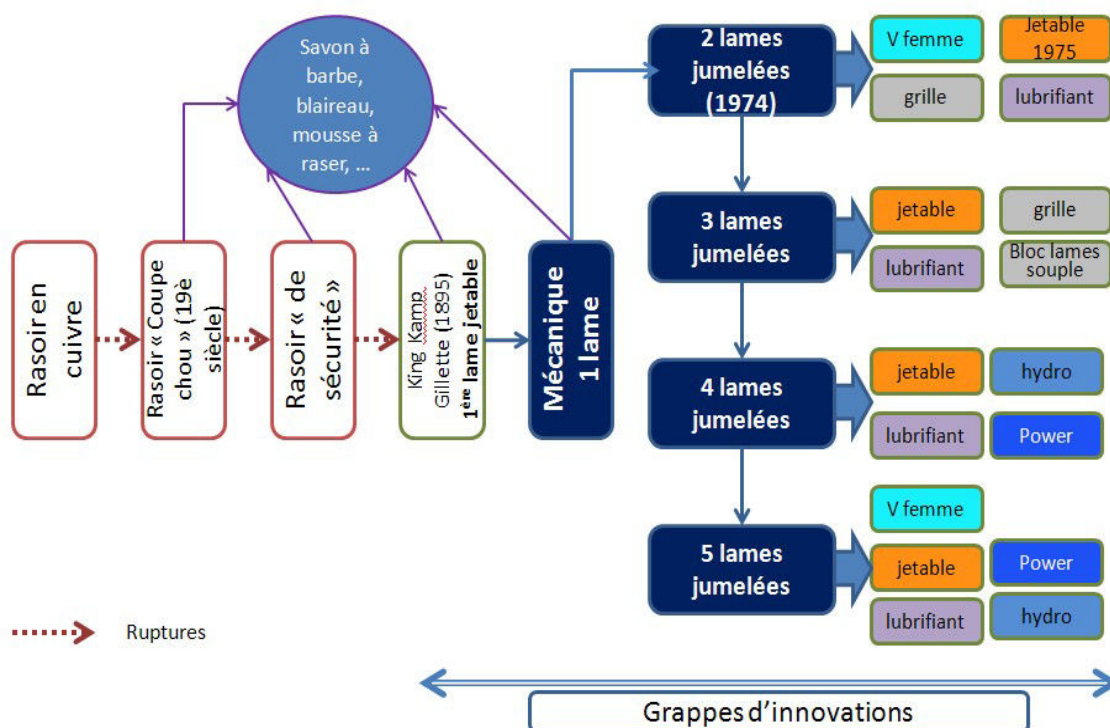 Savon à
barbe,
blaireau,
mousse à
raser, …
2 lames
jumelées
(1974)
V femme
Jetable
1975
grille
lubrifiant
3 lames
jumelées
jetable
grille
lubrifiant
Bloc lames
souple
Rasoir en
cuivre
Rasoir « Coupe
chou » (19è
siècle)
Rasoir « de
sécurité »
King Kamp
Gillette (1895)
1ère lame jetable
Mécanique
1 lame
4 lames
jumelées
jetable
hydro
lubrifiant
Power
5 lames
jumelées
V femme
jetable
Power
lubrifiant
hydro
Ruptures
Grappes d’innovations